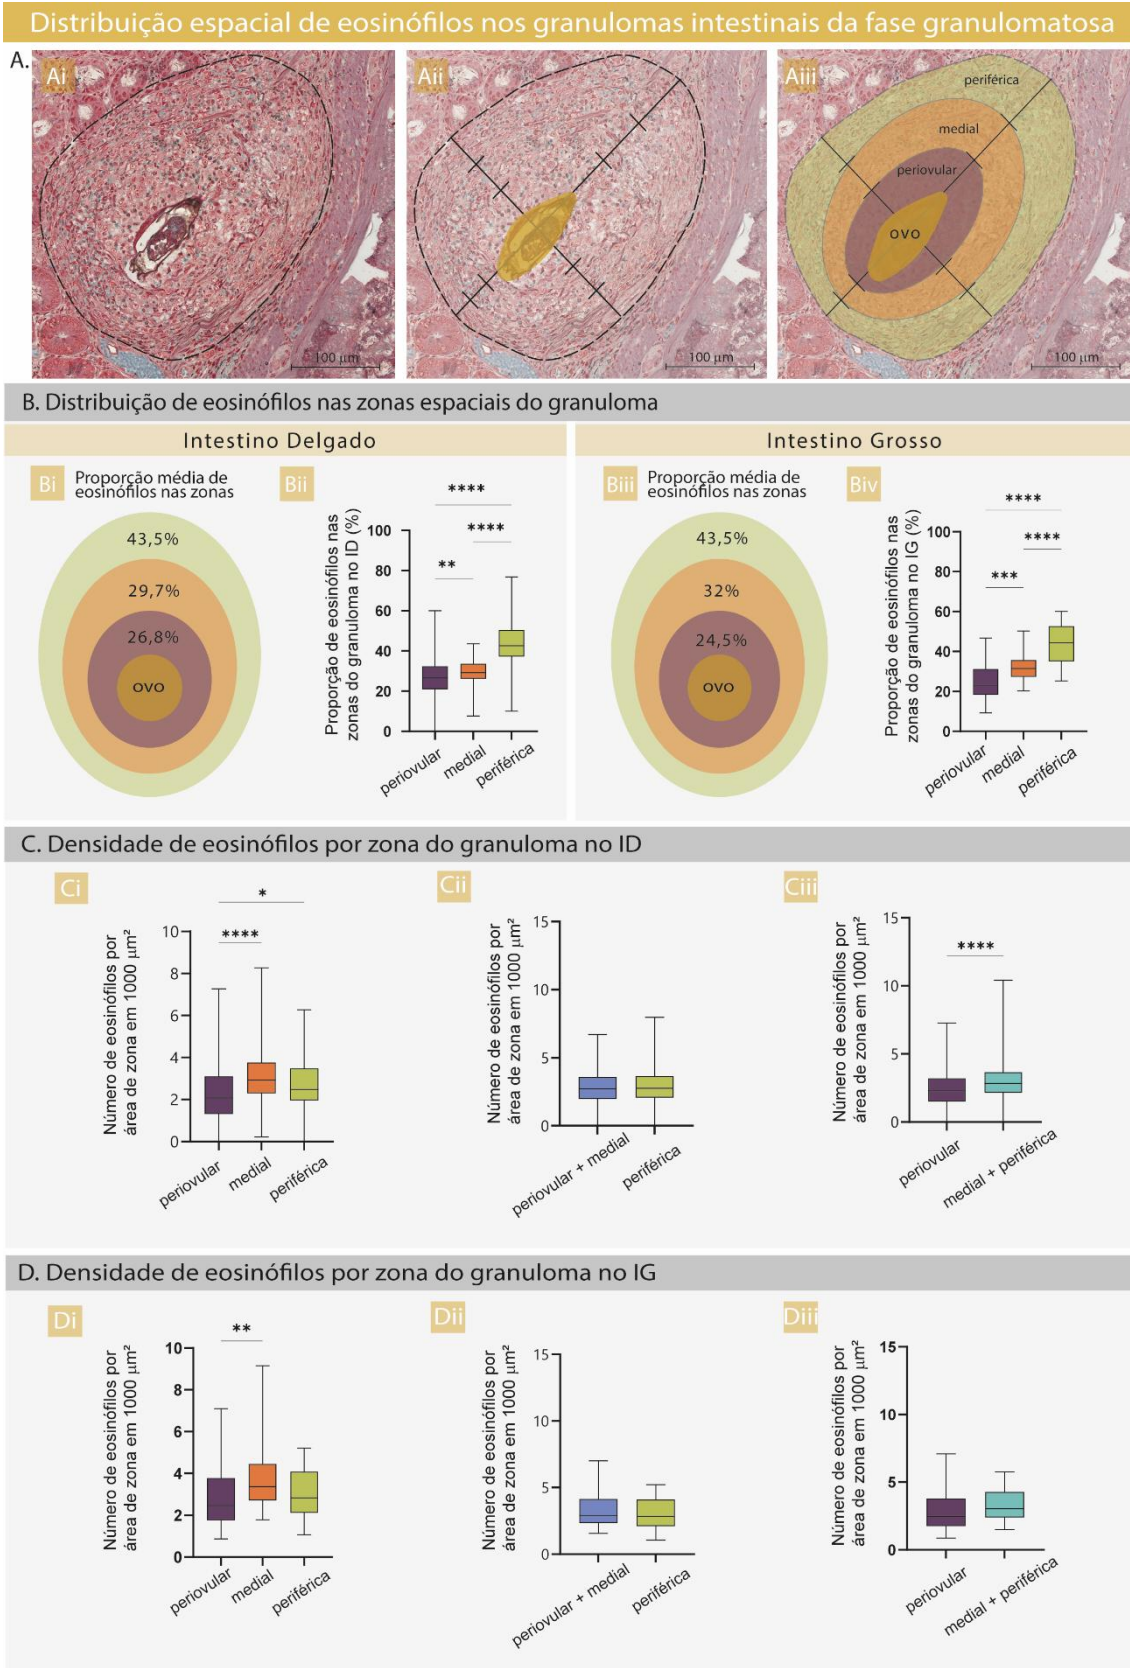 Distribuição espacial de eosinófilos nos granulomas intestinais da fase granulomatosa
A.
Ai
100 µm
Aii
100 µm
Aiii
periférica
medial
periovular
ovo
100 µm
B. Distribuição de eosinófilos nas zonas espaciais do granuloma
Intestino Delgado
Bi
Proporção média de
eosinófilos nas zonas
43,5%
29,7%
26,8%
ovo
Bii
Proporção de eosinófilos nas
zonas do granuloma no ID (%)
****
****
**
100
80
60
40
20
0
periovular
medial
periférica
Intestino Grosso
Biii
Proporção média de
eosinófilos nas zonas
43,5%
32%
24,5%
ovo
Biv
Proporção de eosinófilos nas
zonas do granuloma no IG (%)
****
****
***
100
80
60
40
20
0
periovular
medial
periférica
C. Densidade de eosinófilos por zona do granuloma no ID
Ci
Número de eosinófilos por
área de zona em 1000 µm²
*
****
10
8
6
4
2
0
periovular
medial
periférica
Cii
Número de eosinófilos por
área de zona em 1000 µm²
15
10
5
0
periovular + medial
periférica
Ciii
Número de eosinófilos por
área de zona em 1000 µm²
****
15
10
5
0
periovular
medial + periférica
D. Densidade de eosinófilos por zona do granuloma no IG
Di
Número de eosinófilos por
área de zona em 1000 µm²
**
10
8
6
4
2
0
periovular
medial
periférica
Dii
Número de eosinófilos por
área de zona em 1000 µm²
15
10
5
0
periovular + medial
periférica
Diii
Número de eosinófilos por
área de zona em 1000 µm²
15
10
5
0
periovular
medial + periférica